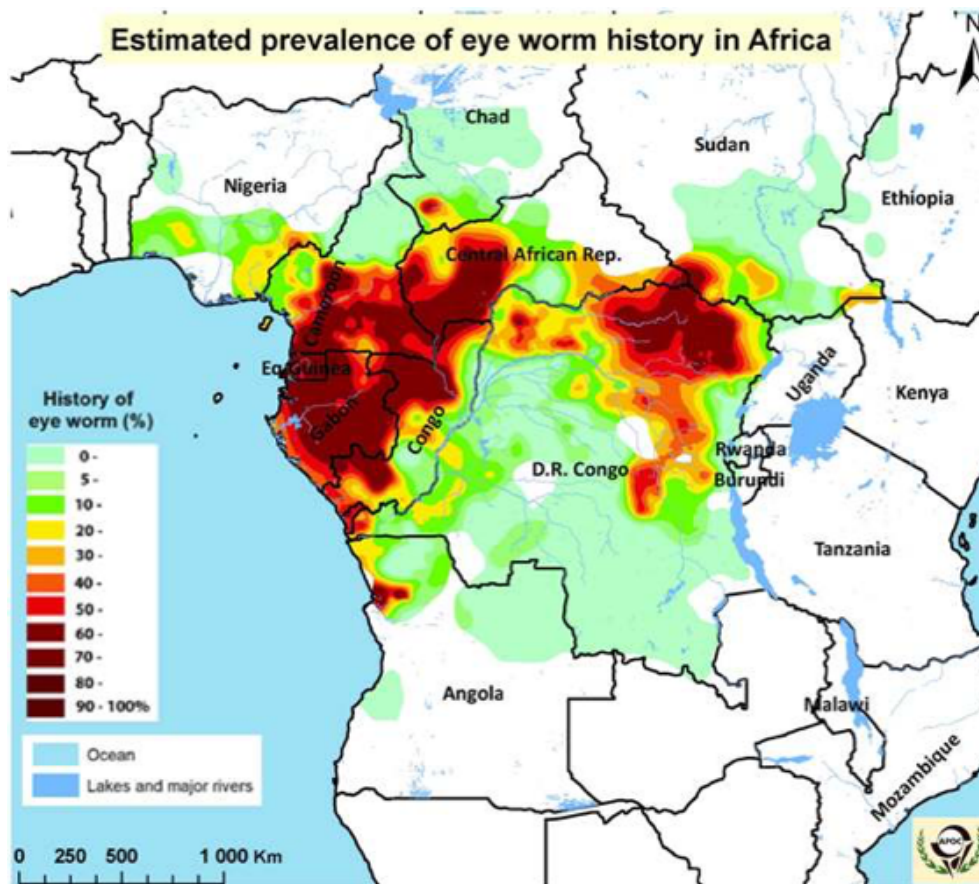 Estimated prevalence of eye worm history in Africa
N
Chad
Sudan
Nigeria
Ethiopia
Central African Rep.
Cameroon
Eq. Guinea
Gabon
Congo
Uganda
Kenya
D.R. Congo
Rwanda
Burundi
Tanzania
Angola
Malawi
Mozambique
History of
eye worm (%)
0 -
5 -
10 -
20 -
30 -
40 -
50 -
60 -
70 -
80 -
90 - 100%
Ocean
Lakes and major rivers
0 250 500 1 000 Km
APOC